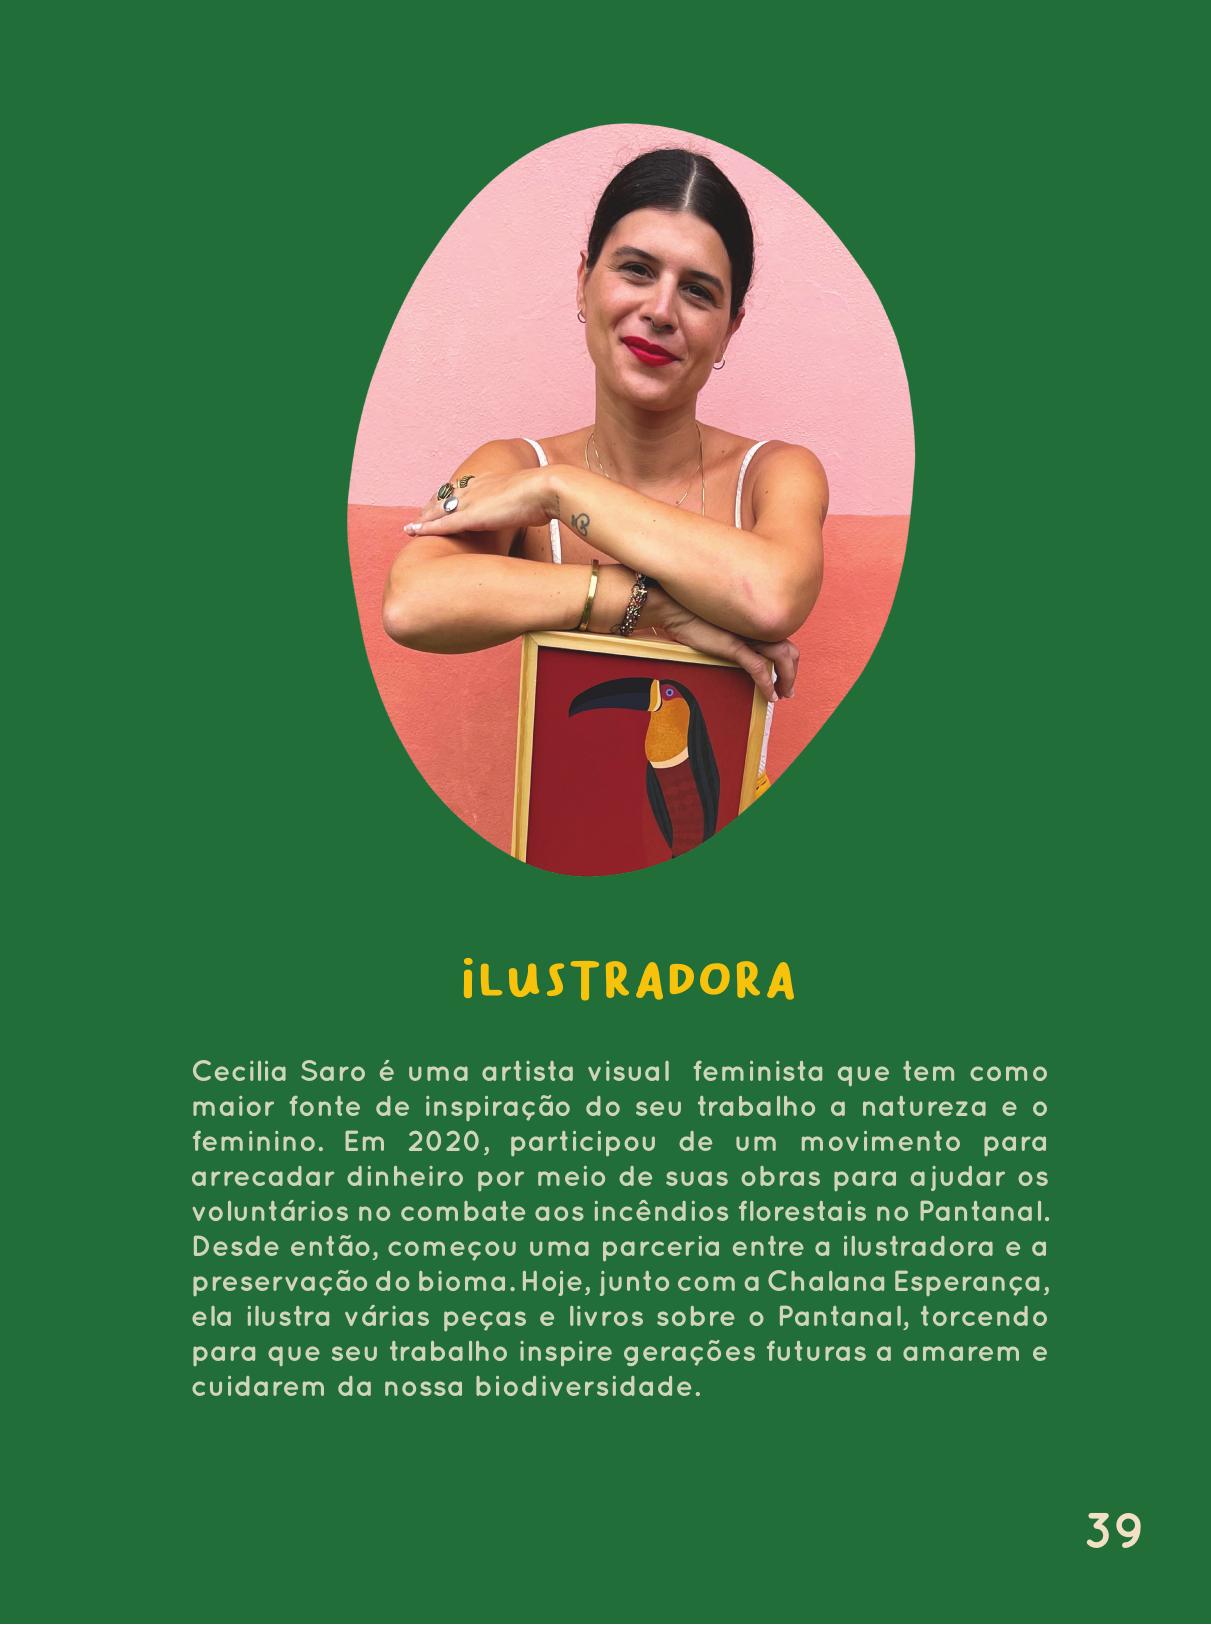 iLUSTRADORA
Cecilia Saro é uma artista visual feminista que tem como
maior fonte de inspiração do seu trabalho a natureza e o
feminino. Em 2020, participou de um movimento para
arrecadar dinheiro por meio de suas obras para ajudar os
voluntários no combate aos incêndios florestais no Pantanal.
Desde então, começou uma parceria entre a ilustradora e a
preservação do bioma. Hoje, junto com a Chalana Esperança,
ela ilustra várias peças e livros sobre o Pantanal, torcendo
para que seu trabalho inspire gerações futuras a amarem e
cuidarem da nossa biodiversidade.
39